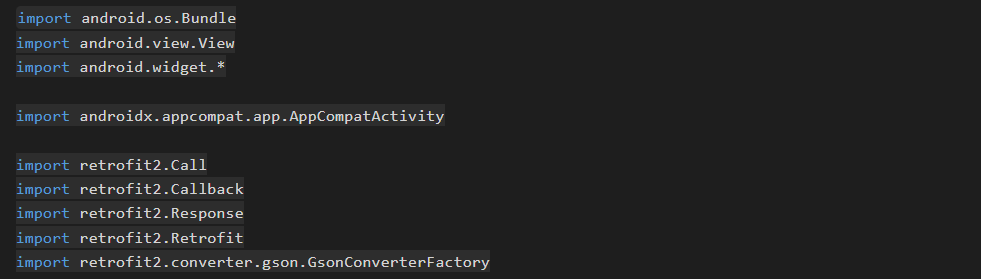 import android.os.Bundle
import android.view.View
import android.widget.*
import androidx.appcompat.app.AppCompatActivity
import retrofit2.Call
import retrofit2.Callback
import retrofit2.Response
import retrofit2.Retrofit
import retrofit2.converter.gson.GsonConverterFactory